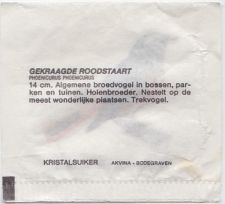 GEKRAAGDE ROODSTAART
PHOENICURUS PHOENICURUS
14 cm. Algemene broedvogel in bossen, par-
ken en tuinen. Holenbroeder. Nestelt op de
meest wonderlijke plaatsen. Trekvogel.
KRISTALSUIKER AKVINA - BODEGRAVEN